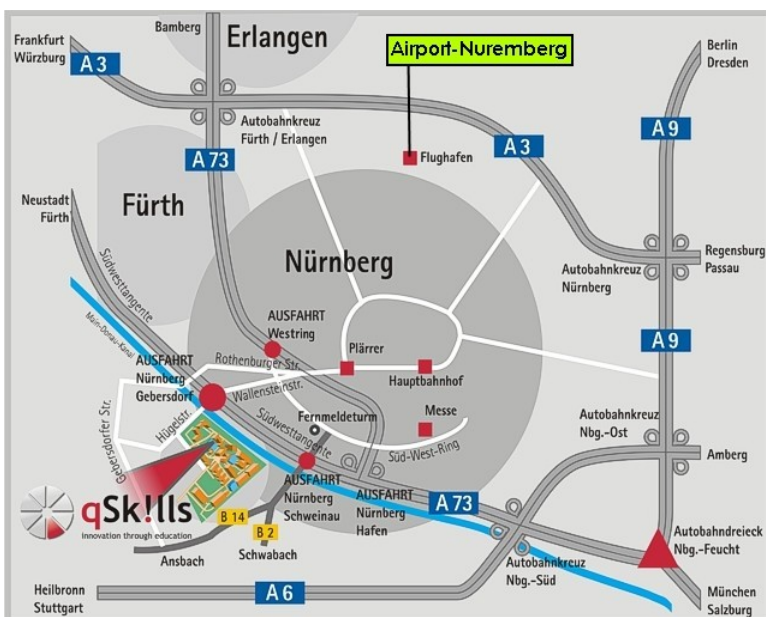 Bamberg
Erlangen
Frankfurt
Würzburg
A 3
Airport-Nuremberg
Berlin
Dresden
Autobahnkreuz
Fürth / Erlangen
A 9
A 73
A 3
Flughafen
Neustadt
Fürth
Fürth
Nürnberg
Regensburg
Passau
Autobahnkreuz
Nürnberg
Südwesttangente
Main-Donau-Kanal
AUSFAHRT
Westring
A 9
AUSFAHRT
Nürnberg
Gebersdorf
Rothenburger Str.
Plärrer
Wallensteinstr.
Hauptbahnhof
Gebersdorfer Str.
Hügelstr.
Südwesttangente
Fernmeldeturm
Messe
Süd-West-Ring
Autobahnkreuz
Nbg.-Ost
Amberg
qSk!lls
Innovation through education
AUSFAHRT
Nürnberg
Schweinau
AUSFAHRT
Nürnberg
Hafen
A 73
B 14
B 2
Ansbach
Schwabach
Autobahnkreuz
Nbg.-Süd
Autobahndreieck
Nbg.-Feucht
Heilbronn
Stuttgart
A 6
München
Salzburg